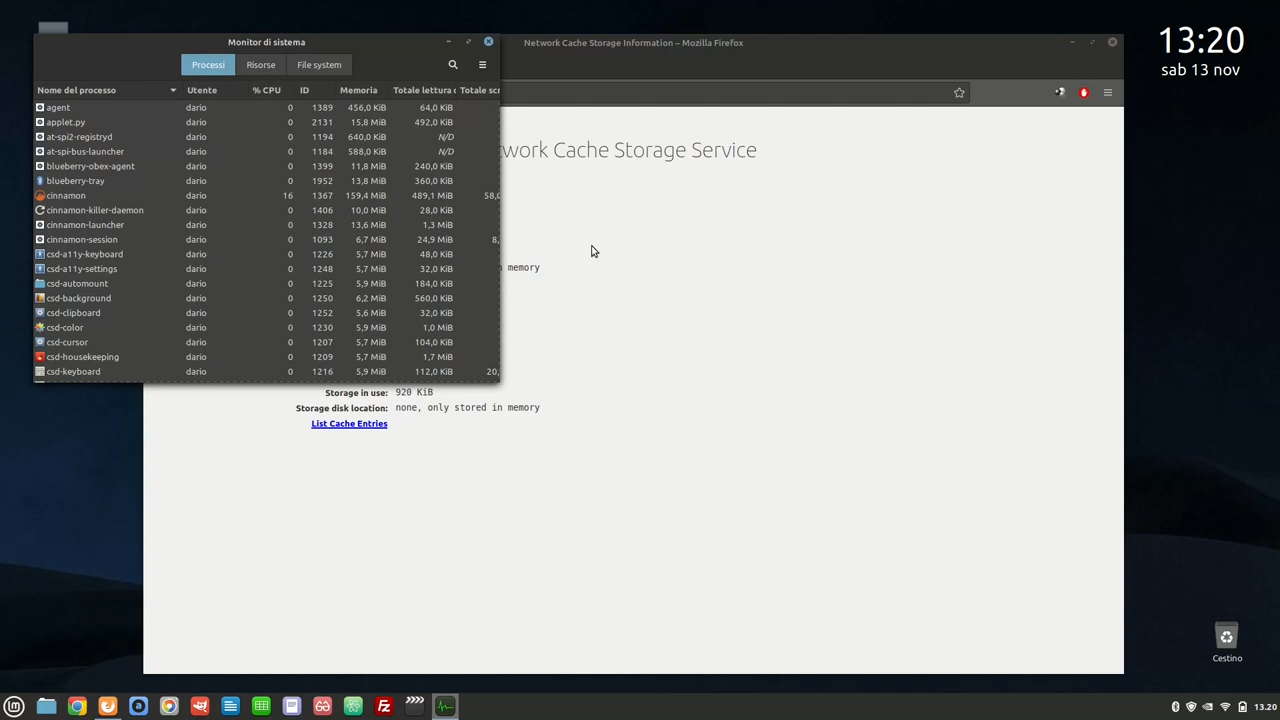 13:20
sab 13 nov
Monitor di sistema
Network Cache Storage Information – Mozilla Firefox
Processi Risorse File system
Nome del processo Utente % CPU ID Memoria Totale lettura Totale
agent dario 0 1389 456,0 KiB 64,0 KiB
applet.py dario 0 2131 15,8 MiB 492,0 KiB
at-spi2-registryd dario 0 1194 640,0 KiB N/D
at-spi-bus-launcher dario 0 1184 588,0 KiB N/D
blueberry-obex-agent dario 0 1399 11,8 MiB 240,0 KiB
blueberry-tray dario 0 1952 13,8 MiB 360,0 KiB
cinnamon dario 16 1367 159,4 MiB 489,1 MiB 58,0
cinnamon-killer-daemon dario 0 1406 10,0 MiB 28,0 KiB
cinnamon-launcher dario 0 1328 13,6 MiB 1,3 MiB
cinnamon-session dario 0 1093 6,7 MiB 24,9 MiB 8,
csd-a11y-keyboard dario 0 1226 5,7 MiB 48,0 KiB
csd-a11y-settings dario 0 1248 5,7 MiB 32,0 KiB
csd-automount dario 0 1225 5,9 MiB 184,0 KiB
csd-background dario 0 1250 6,2 MiB 560,0 KiB
csd-clipboard dario 0 1252 5,6 MiB 32,0 KiB
csd-color dario 0 1230 5,9 MiB 1,0 MiB
csd-cursor dario 0 1207 5,7 MiB 104,0 KiB
csd-housekeeping dario 0 1209 5,7 MiB 1,7 MiB
csd-keyboard dario 0 1216 5,9 MiB 112,0 KiB 20,
work Cache Storage Service
memory
Storage in use: 920 KiB
Storage disk location: none, only stored in memory
List Cache Entries
Cestino
13.20